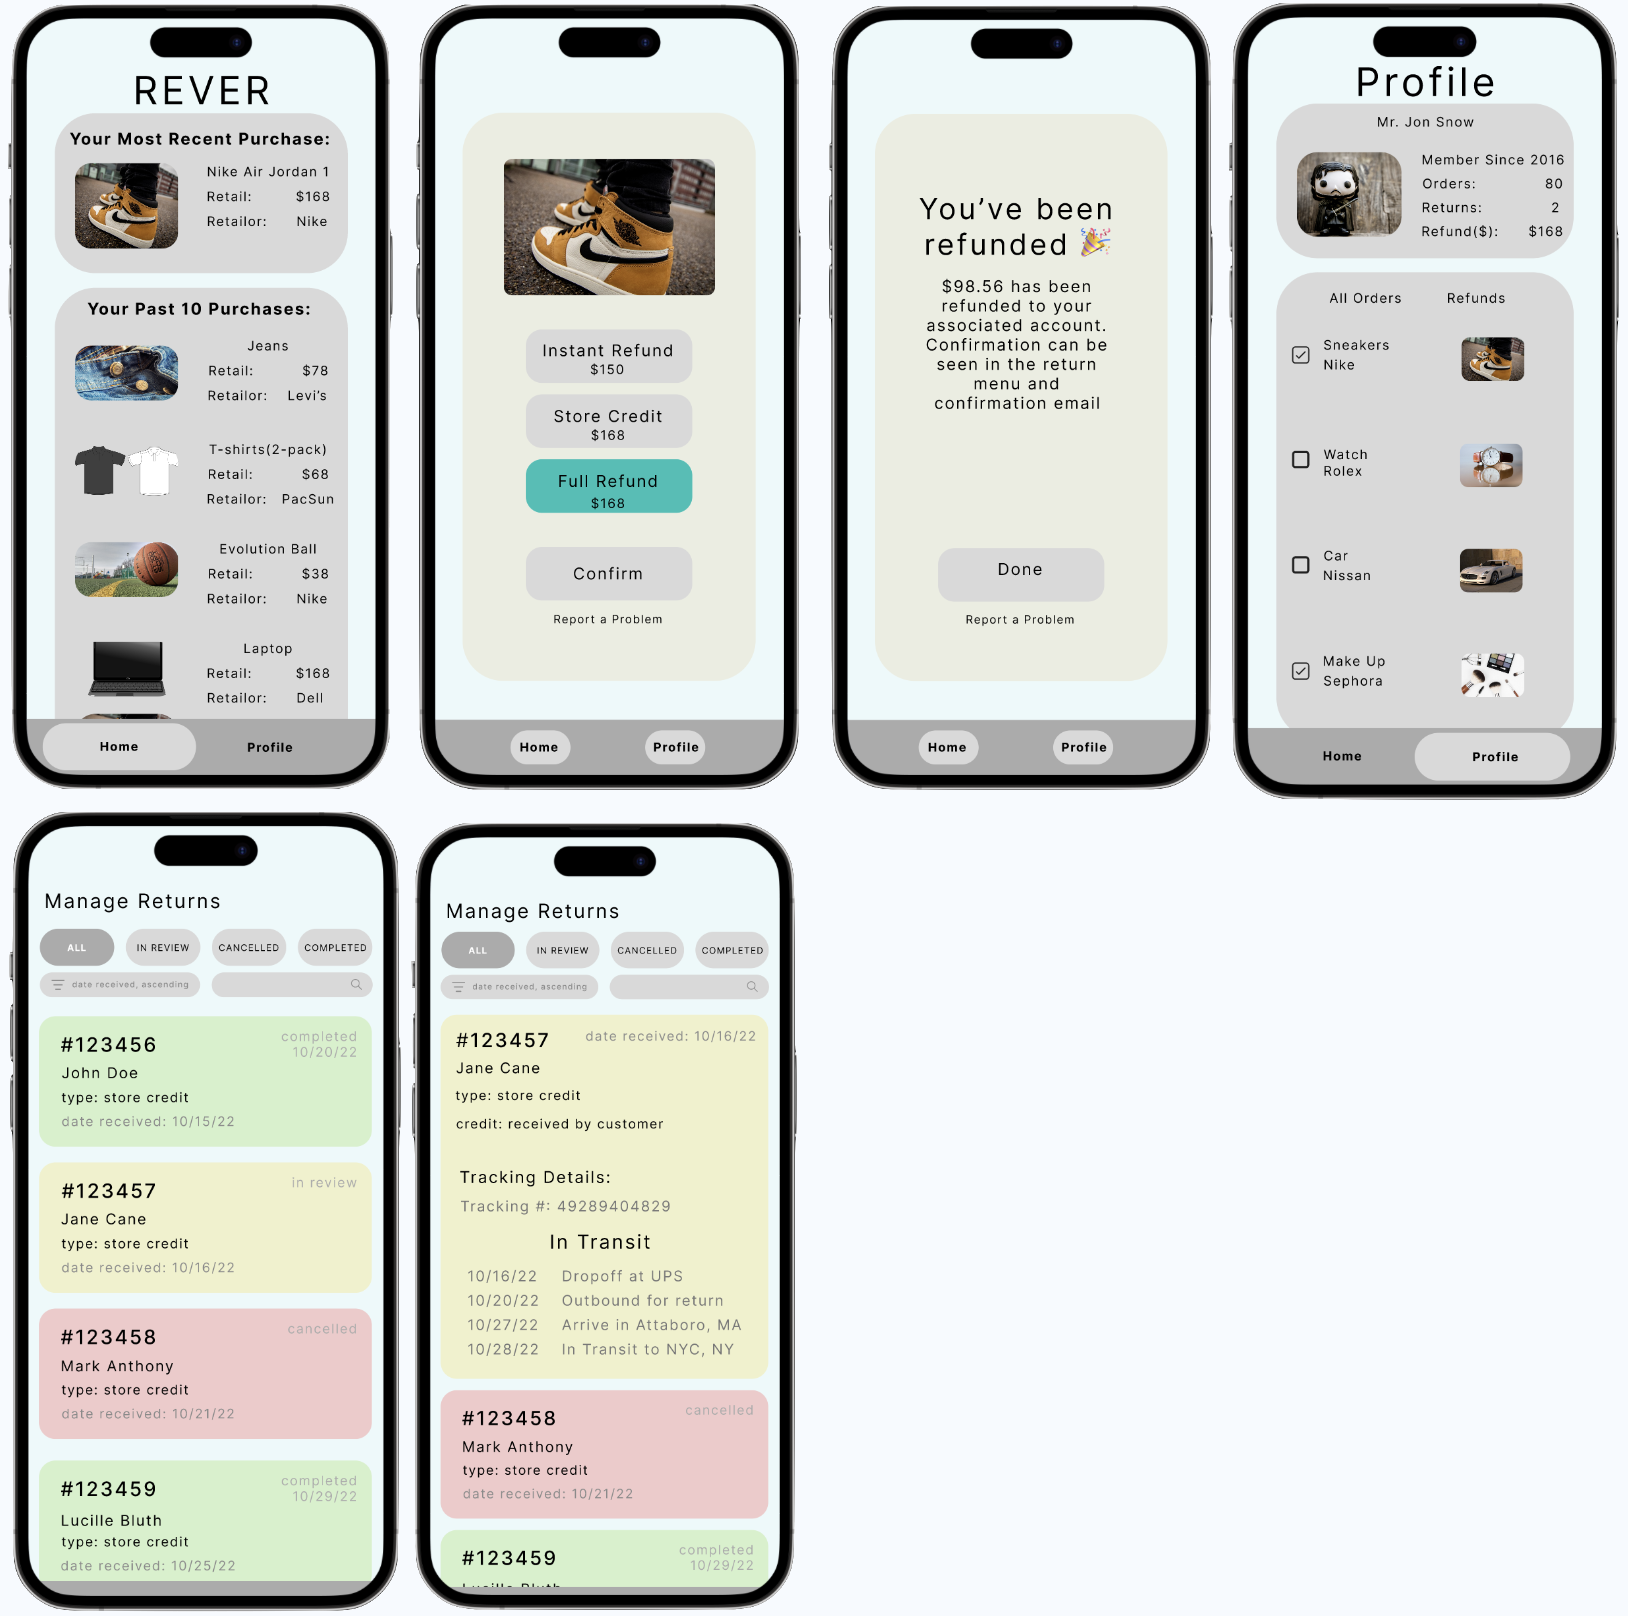 REVER
Your Most Recent Purchase:
Nike Air Jordan 1
Retail: $168
Retailor: Nike
Your Past 10 Purchases:
Jeans
Retail: $78
Retailor: Levi’s
T-shirts(2-pack)
Retail: $68
Retailor: PacSun
Evolution Ball
Retail: $38
Retailor: Nike
Laptop
Retail: $168
Retailor: Dell
Home Profile
Instant Refund
$150
Store Credit
$168
Full Refund
$168
Confirm
Report a Problem
Home Profile
You’ve been
refunded 🎉
$98.56 has been
refunded to your
associated account.
Confirmation can be
seen in the return
menu and
confirmation email
Done
Report a Problem
Home Profile
Profile
Mr. Jon Snow
Member Since 2016
Orders: 80
Returns: 2
Refund($): $168
All Orders Refunds
Sneakers
Nike
Watch
Rolex
Car
Nissan
Make Up
Sephora
Home Profile
Manage Returns
ALL IN REVIEW CANCELLED COMPLETED
date received, ascending
#123456 completed
10/20/22
John Doe
type: store credit
date received: 10/15/22
#123457 in review
Jane Cane
type: store credit
date received: 10/16/22
#123458 cancelled
Mark Anthony
type: store credit
date received: 10/21/22
#123459 completed
10/29/22
Lucille Bluth
type: store credit
date received: 10/25/22
Manage Returns
ALL IN REVIEW CANCELLED COMPLETED
date received, ascending
#123457 date received: 10/16/22
Jane Cane
type: store credit
credit: received by customer
Tracking Details:
Tracking #: 49289404829
In Transit
10/16/22 Dropoff at UPS
10/20/22 Outbound for return
10/27/22 Arrive in Attaboro, MA
10/28/22 In Transit to NYC, NY
#123458 cancelled
Mark Anthony
type: store credit
date received: 10/21/22
#123459 completed
10/29/22
Lucille Bluth